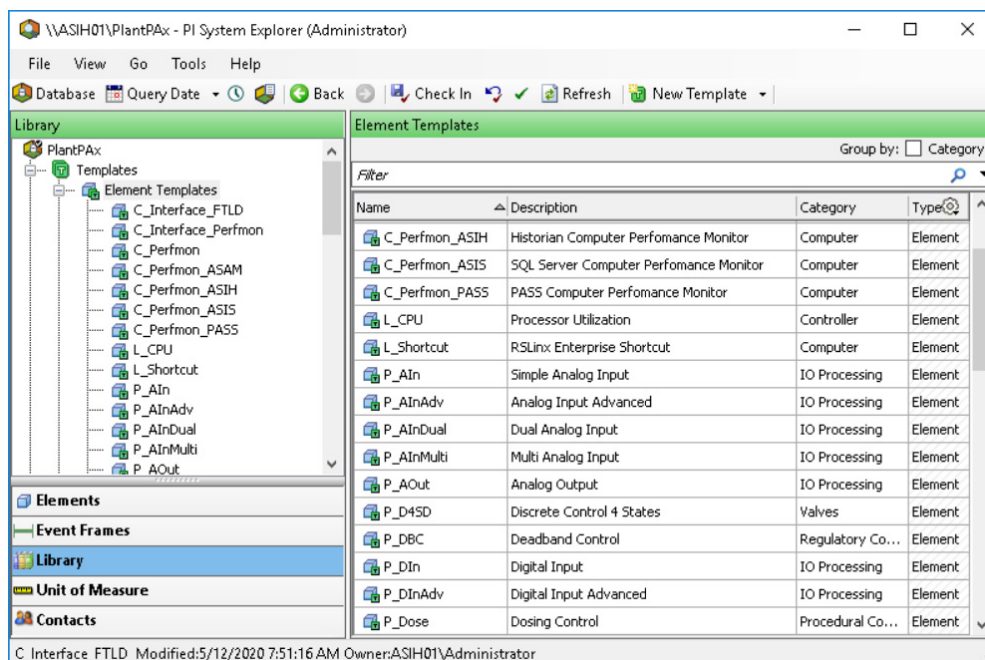 \\ASIH01\PlantPAx - PI System Explorer (Administrator)
File View Go Tools Help
Database Query Date Back Check In Refresh New Template
Library
PlantPAx
Templates
Element Templates
C_Interface_FTLD
C_Interface_Perfmon
C_Perfmon
C_Perfmon_ASAM
C_Perfmon_ASIH
C_Perfmon_ASIS
C_Perfmon_PASS
L_CPU
L_Shortcut
P_AIn
P_AInAdv
P_AInDual
P_AInMulti
P_AOut
Elements
Event Frames
Library
Unit of Measure
Contacts
Element Templates
Group by: Category
Filter
Name Description Category Type
C_Perfmon_ASIH Historian Computer Perfomance Monitor Computer Element
C_Perfmon_ASIS SQL Server Computer Perfomance Monitor Computer Element
C_Perfmon_PASS PASS Computer Perfomance Monitor Computer Element
L_CPU Processor Utilization Controller Element
L_Shortcut RSLinx Enterprise Shortcut Computer Element
P_AIn Simple Analog Input IO Processing Element
P_AInAdv Analog Input Advanced IO Processing Element
P_AInDual Dual Analog Input IO Processing Element
P_AInMulti Multi Analog Input IO Processing Element
P_AOut Analog Output IO Processing Element
P_D4SD Discrete Control 4 States Valves Element
P_DBC Deadband Control Regulatory Co... Element
P_DIn Digital Input IO Processing Element
P_DInAdv Digital Input Advanced IO Processing Element
P_Dose Dosing Control Procedural Co... Element
C_Interface_FTLD Modified:5/12/2020 7:51:16 AM Owner:ASIH01\Administrator